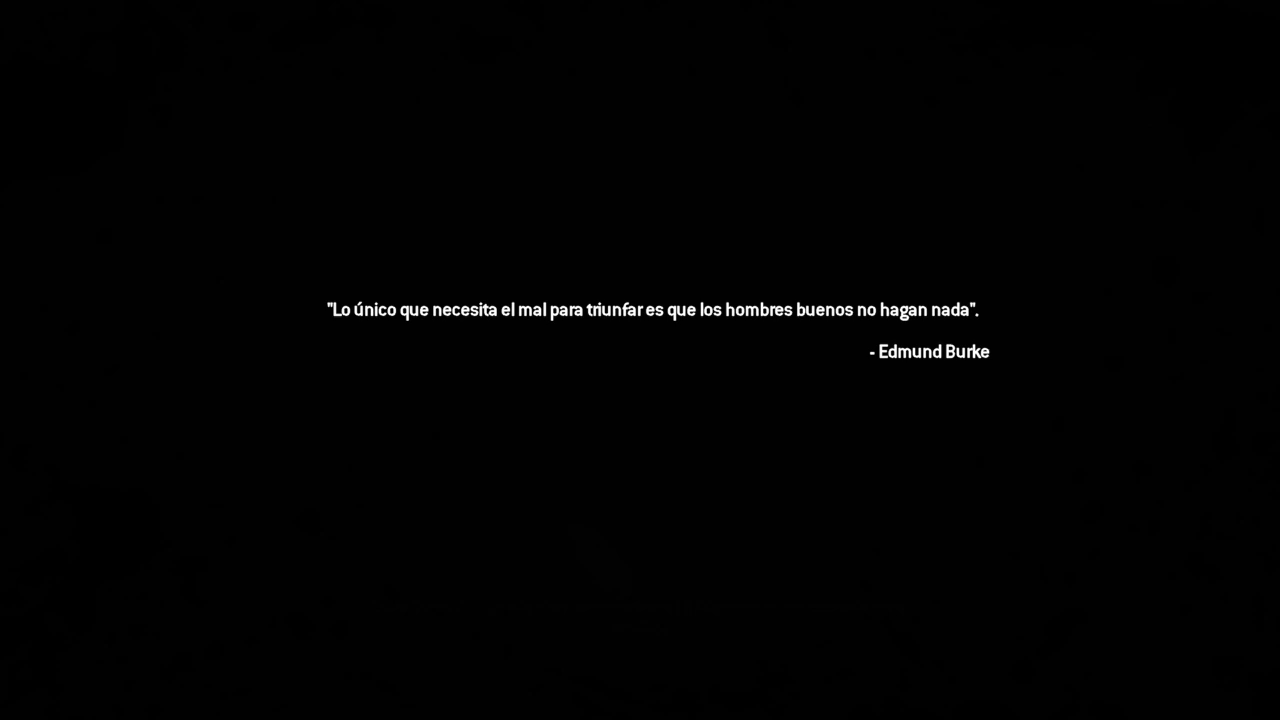 "Lo único que necesita el mal para triunfar es que los hombres buenos no hagan nada".
- Edmund Burke